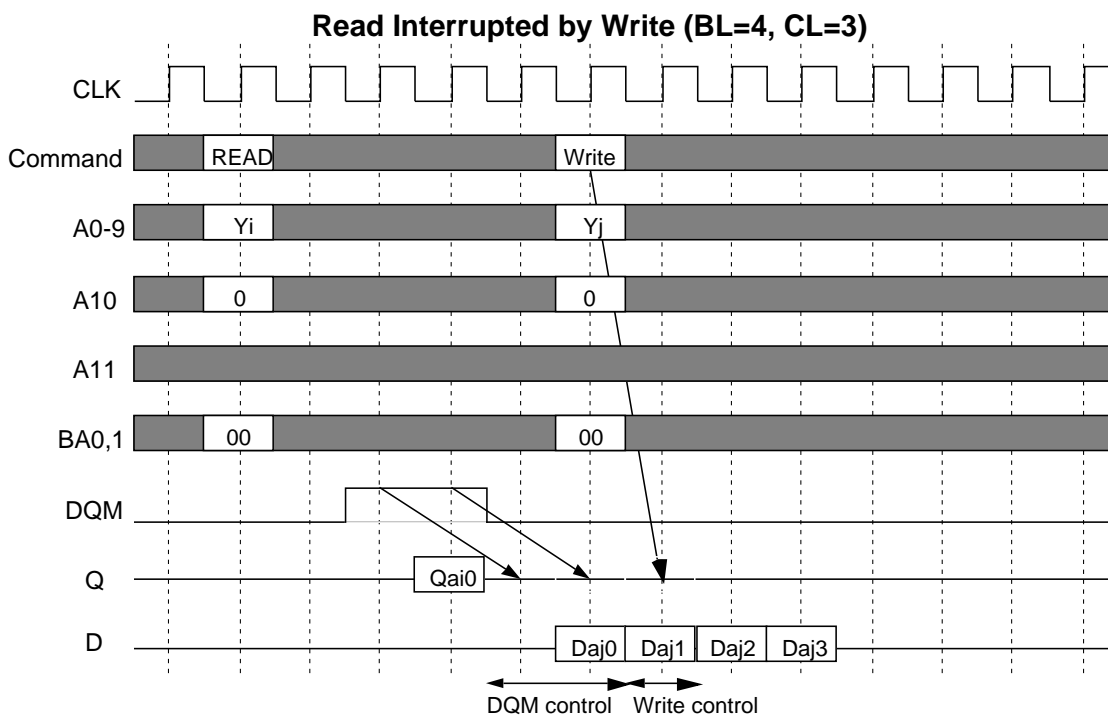 Read Interrupted by Write (BL=4, CL=3)
CLK
Command READ Write
A0-9 Yi Yj
A10 0 0
A11
BA0,1 00 00
DQM
Q Qai0
D Daj0 Daj1 Daj2 Daj3
DQM control Write control